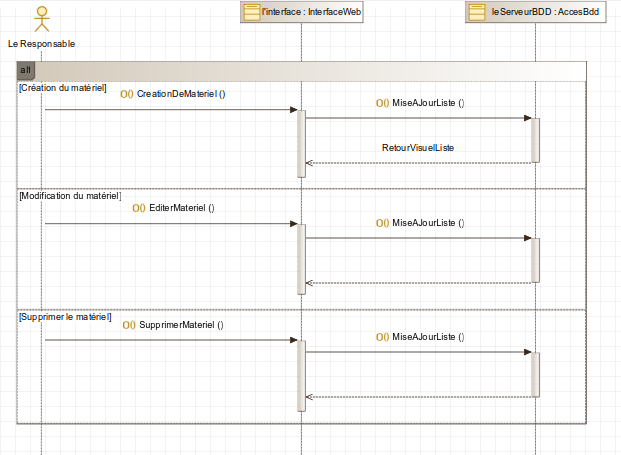 l'interface : InterfaceWeb
leServeurBDD : AccesBdd
Le Responsable
alt
[Création du matériel]
O() CreationDeMateriel ()
O() MiseAJourListe ()
RetourVisuelListe
[Modification du matériel]
O() EditerMateriel ()
O() MiseAJourListe ()
[Supprimer le matériel]
O() SupprimerMateriel ()
O() MiseAJourListe ()